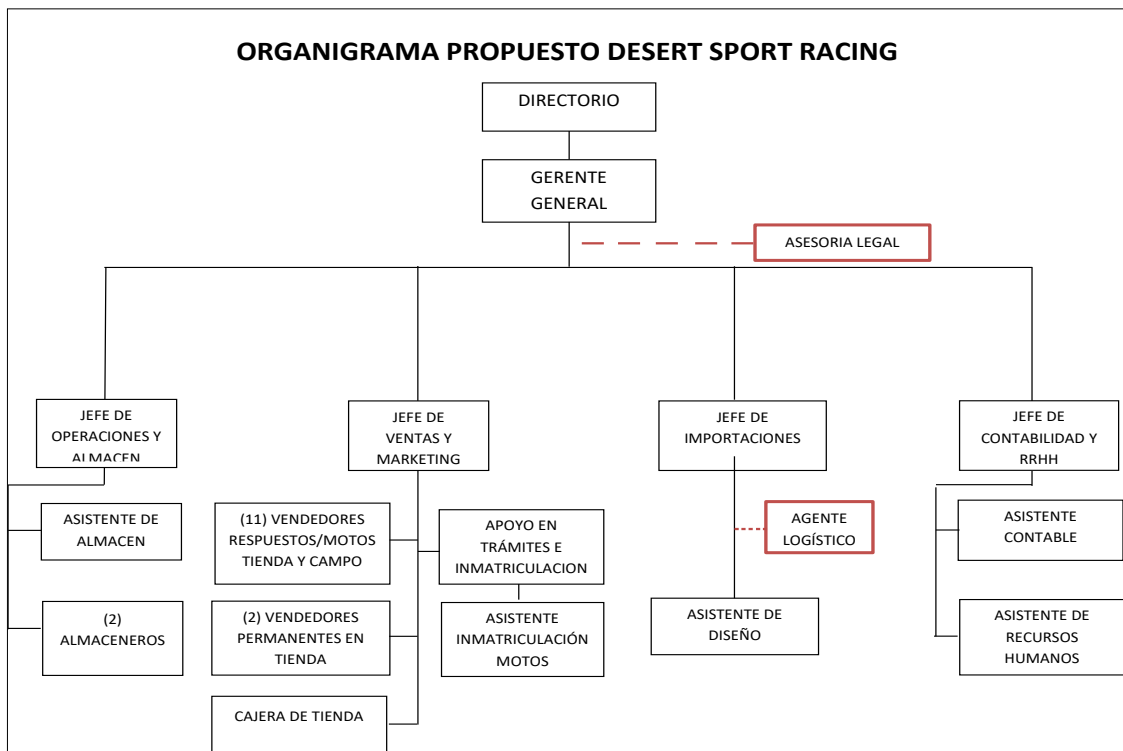 ORGANIGRAMA PROPUESTO DESERT SPORT RACING
DIRECTORIO
GERENTE
GENERAL
ASESORIA LEGAL
JEFE DE
OPERACIONES Y
ALMACEN
JEFE DE
VENTAS Y
MARKETING
JEFE DE
IMPORTACIONES
JEFE DE
CONTABILIDAD Y
RRHH
ASISTENTE DE
ALMACEN
(11) VENDEDORES
RESPUESTOS/MOTOS
TIENDA Y CAMPO
APOYO EN
TRÁMITES E
INMATRICULACION
AGENTE
LOGÍSTICO
ASISTENTE
CONTABLE
(2)
ALMACENEROS
(2) VENDEDORES
PERMANENTES EN
TIENDA
ASISTENTE
INMATRICULACIÓN
MOTOS
ASISTENTE DE
DISEÑO
ASISTENTE DE
RECURSOS
HUMANOS
CAJERA DE TIENDA